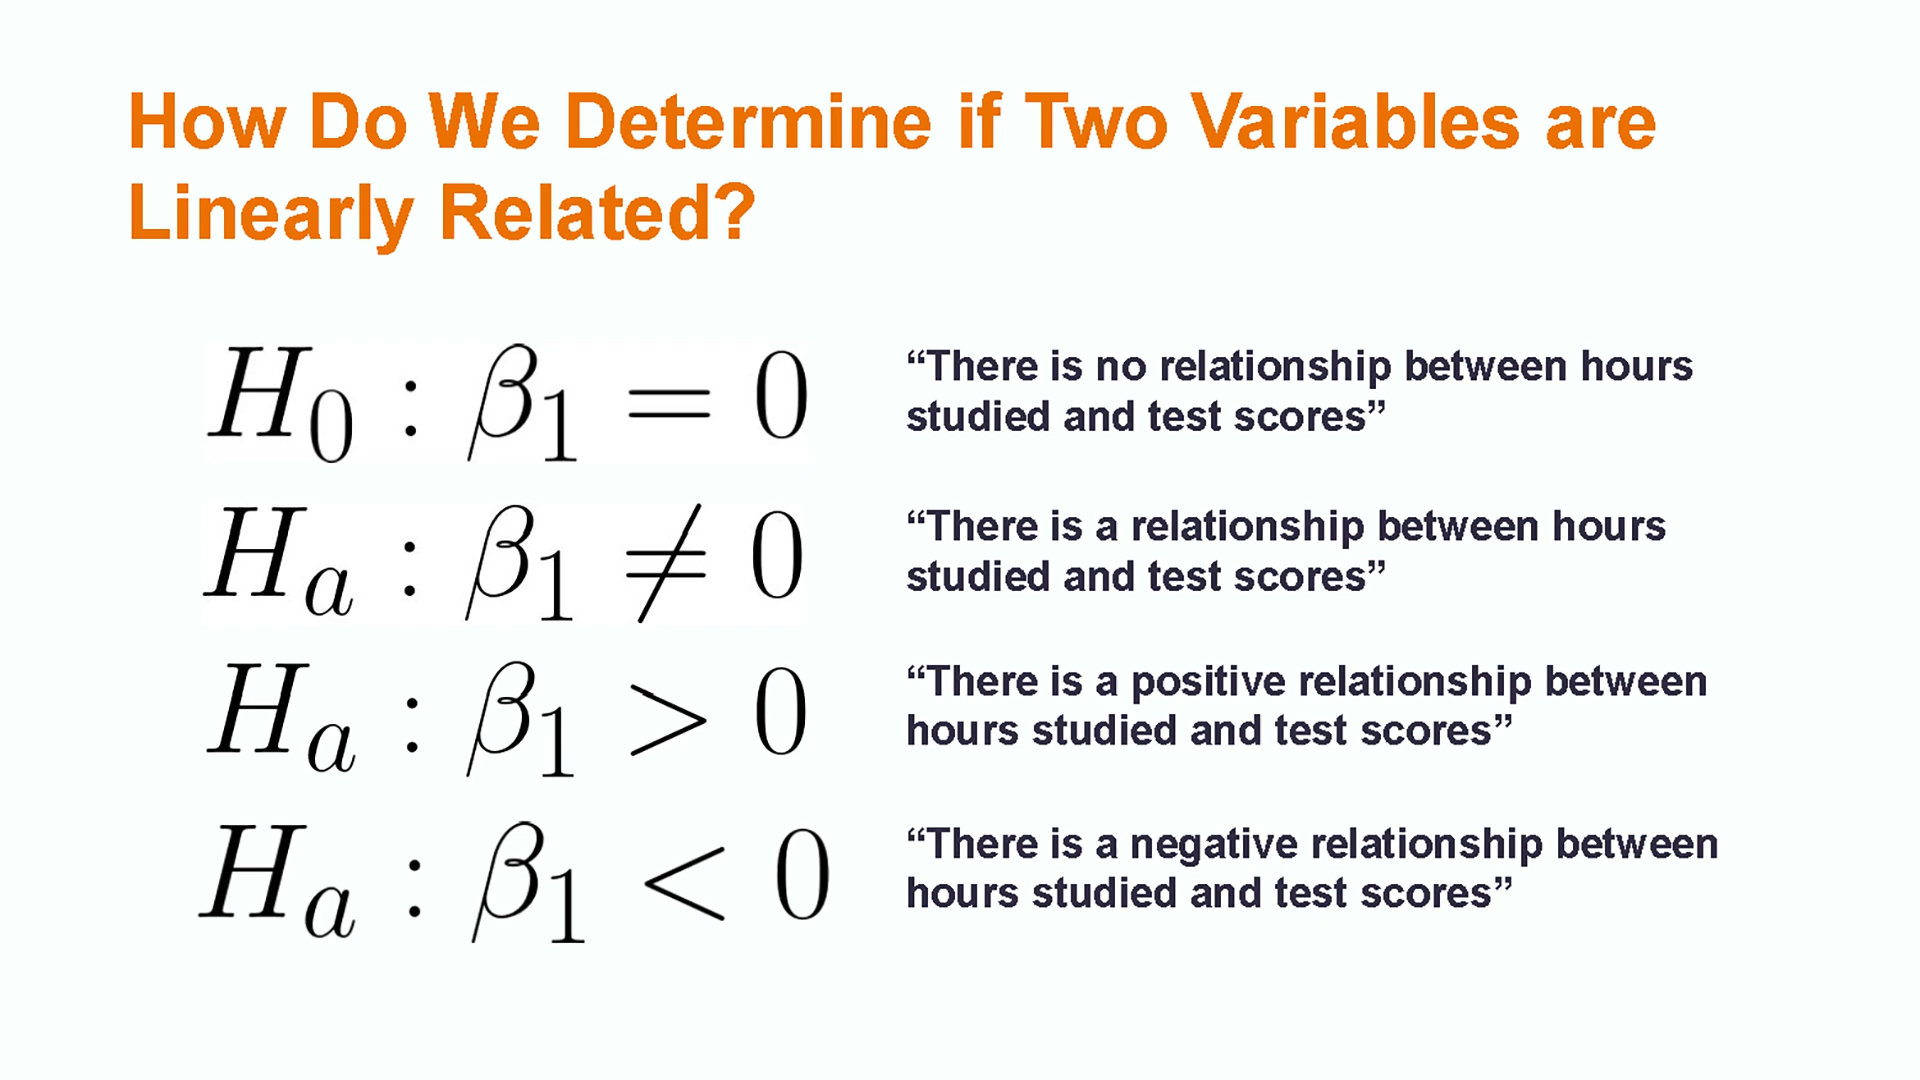 How Do We Determine if Two Variables are
Linearly Related?
H₀ : β₁ = 0
“There is no relationship between hours
studied and test scores”
Hₐ : β₁ ≠ 0
“There is a relationship between hours
studied and test scores”
Hₐ : β₁ > 0
“There is a positive relationship between
hours studied and test scores”
Hₐ : β₁ < 0
“There is a negative relationship between
hours studied and test scores”